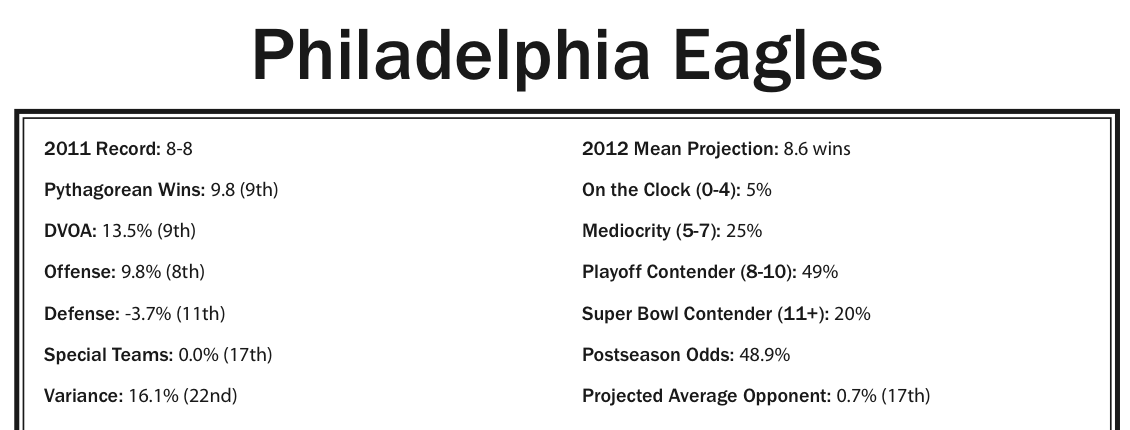 Philadelphia Eagles
2011 Record: 8-8
Pythagorean Wins: 9.8 (9th)
DVOA: 13.5% (9th)
Offense: 9.8% (8th)
Defense: -3.7% (11th)
Special Teams: 0.0% (17th)
Variance: 16.1% (22nd)
2012 Mean Projection: 8.6 wins
On the Clock (0-4): 5%
Mediocrity (5-7): 25%
Playoff Contender (8-10): 49%
Super Bowl Contender (11+): 20%
Postseason Odds: 48.9%
Projected Average Opponent: 0.7% (17th)